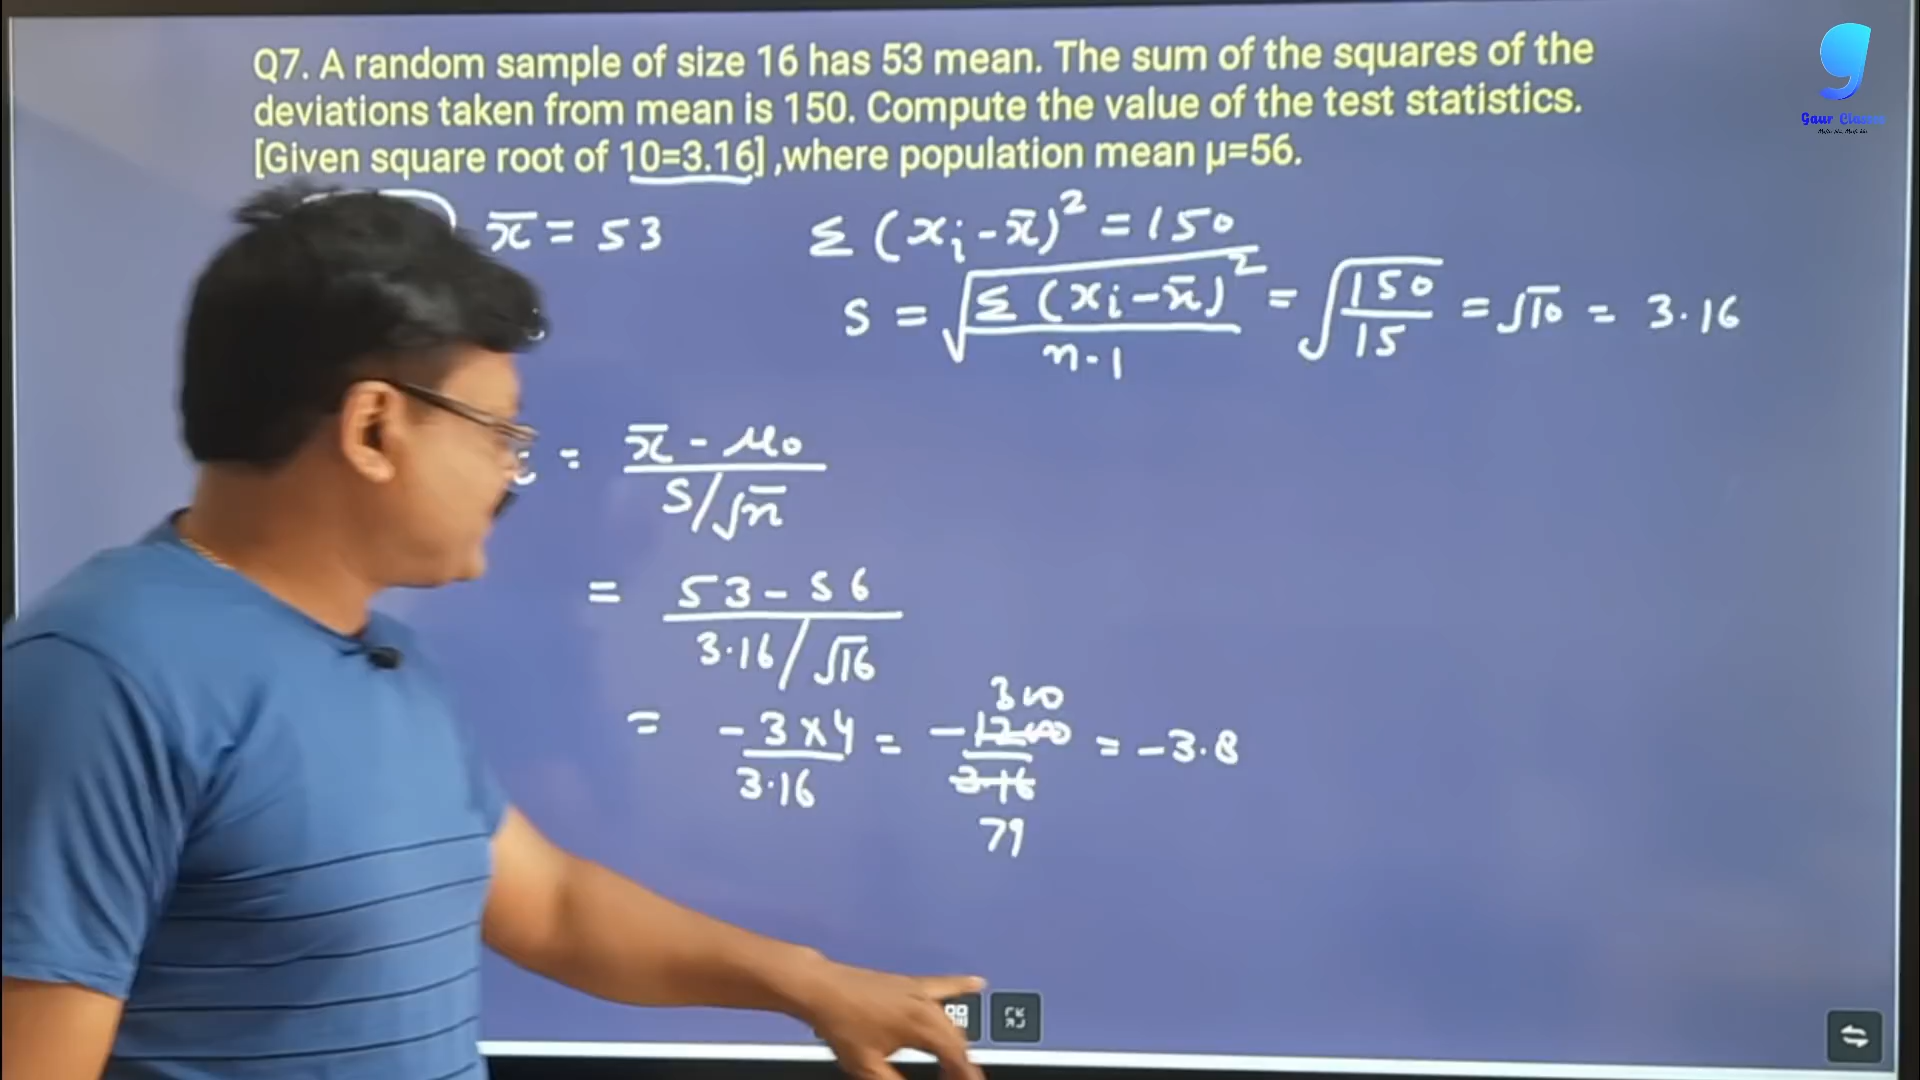 Q7. A random sample of size 16 has 53 mean. The sum of the squares of the
deviations taken from mean is 150. Compute the value of the test statistics.
[Given square root of 10=3.16] ,where population mean μ=56.
x̄ = 53
Σ (xᵢ - x̄)² = 150
S = √(Σ (xᵢ - x̄)² / n-1) = √(150/15) = √10 = 3.16
= (x̄ - μ₀) / (S/√n)
= (53 - 56) / (3.16/√16)
= (-3×4) / 3.16 = -1200/316 = -3.8
300
79
Gaur Classes